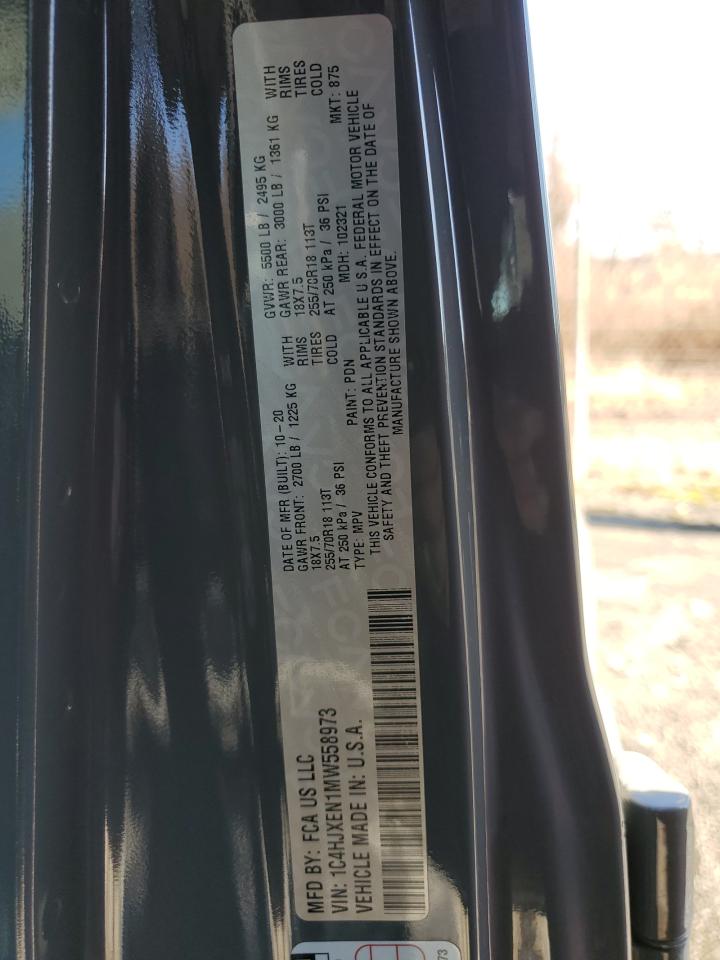 MFD BY: FCA US LLC
VIN: 1C4HJXEN1MW558973
VEHICLE MADE IN: U.S.A.
DATE OF MFR (BUILT): 10-20 GVWR: 5500 LB / 2495 KG
GAWR FRONT: 2700 LB / 1225 KG WITH GAWR REAR: 3000 LB / 1361 KG WITH
18X7.5 RIMS 18X7.5 RIMS
255/70R18 113T TIRES 255/70R18 113T TIRES
AT 250 kPa / 36 PSI COLD AT 250 kPa / 36 PSI COLD
TYPE: MPV PAINT: PDN MDH: 102321 MKT: 875
THIS VEHICLE CONFORMS TO ALL APPLICABLE U.S.A. FEDERAL MOTOR VEHICLE
SAFETY AND THEFT PREVENTION STANDARDS IN EFFECT ON THE DATE OF
MANUFACTURE SHOWN ABOVE.
73